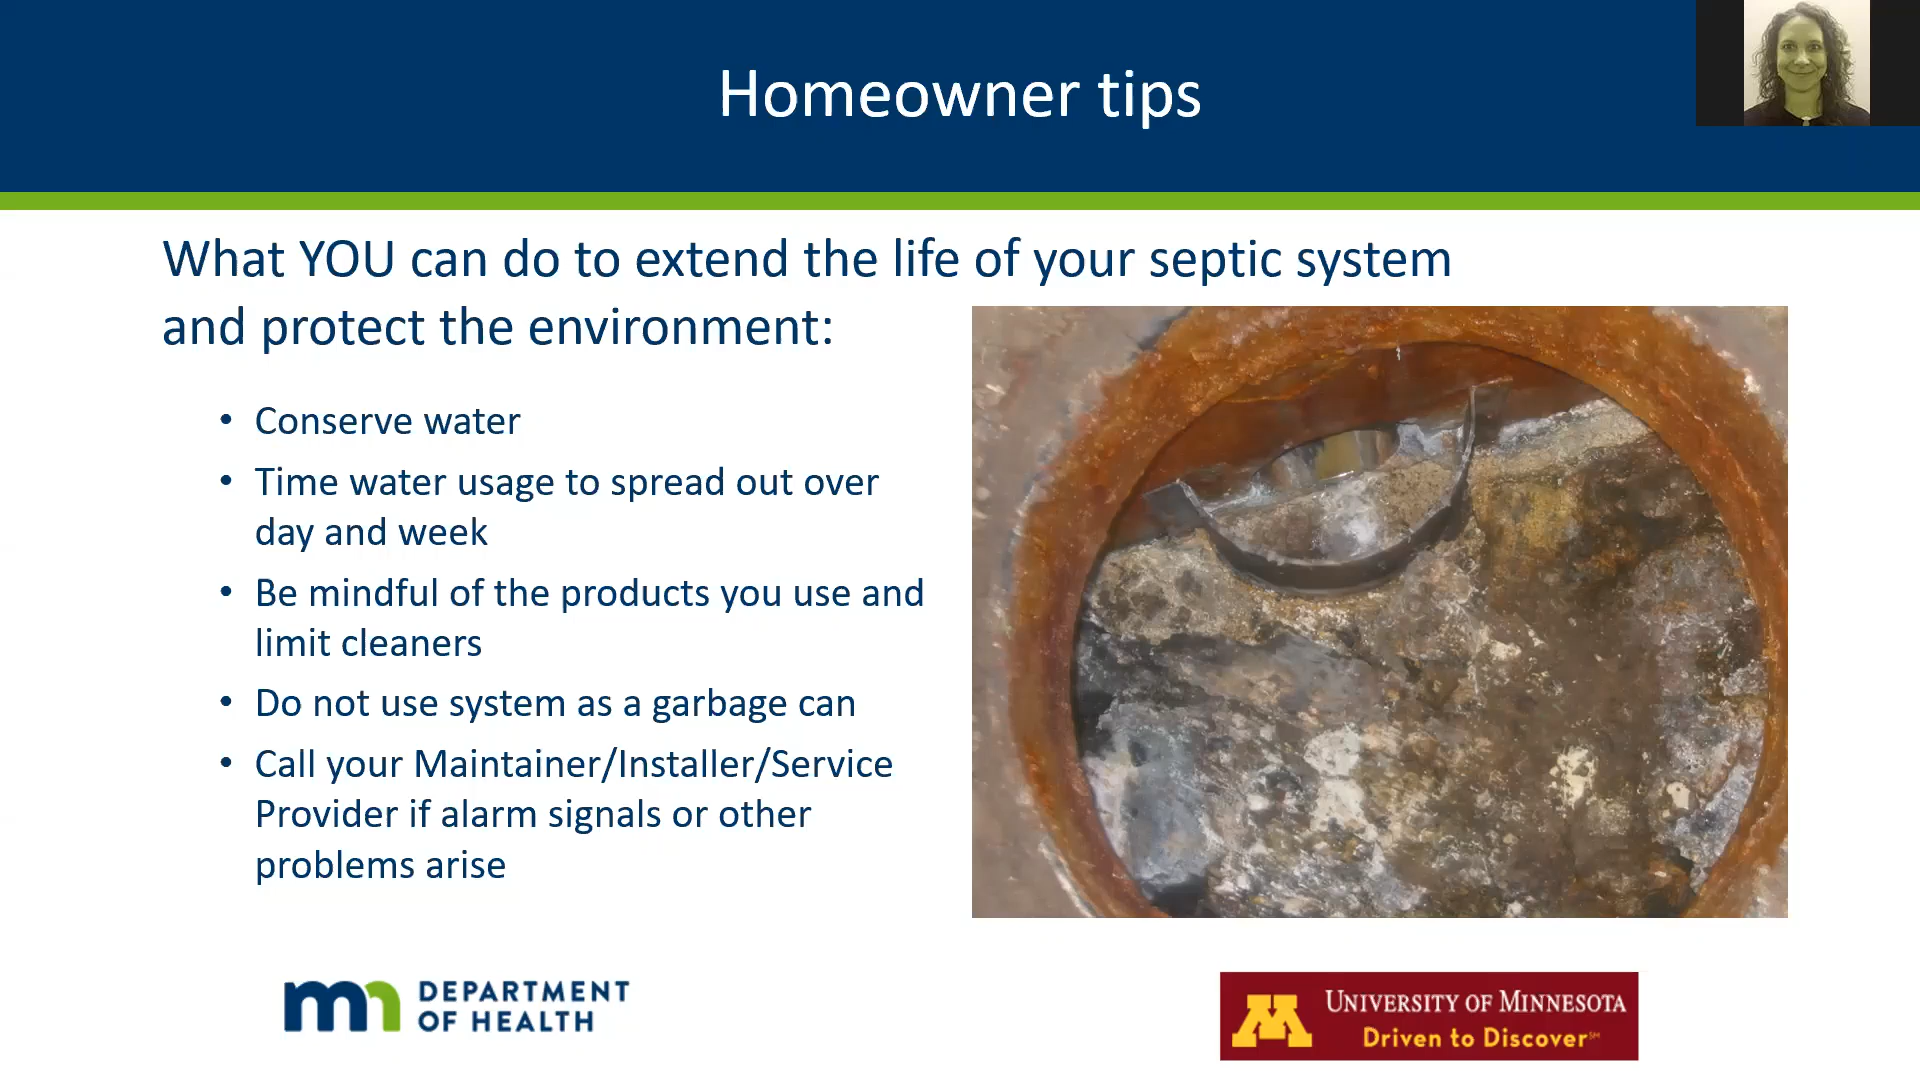 Homeowner tips
What YOU can do to extend the life of your septic system
and protect the environment:
• Conserve water
• Time water usage to spread out over
day and week
• Be mindful of the products you use and
limit cleaners
• Do not use system as a garbage can
• Call your Maintainer/Installer/Service
Provider if alarm signals or other
problems arise
mn DEPARTMENT
OF HEALTH
M UNIVERSITY OF MINNESOTA
Driven to Discover℠